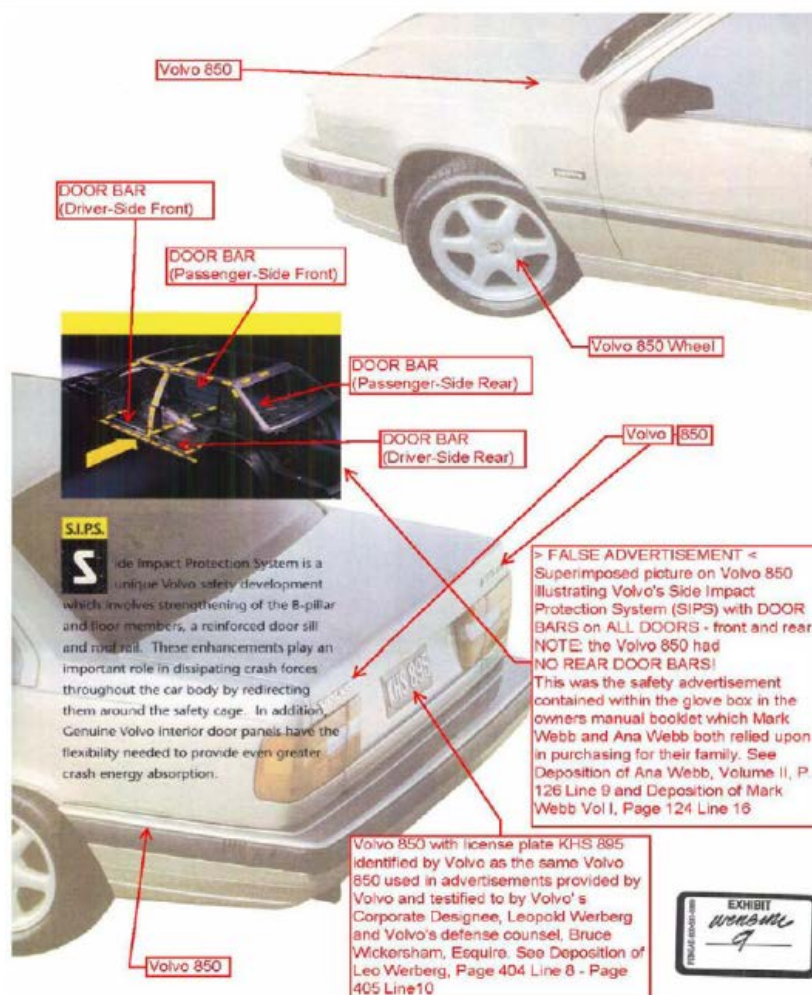 Volvo 850
DOOR BAR
(Driver-Side Front)
DOOR BAR
(Passenger-Side Front)
Volvo 850 Wheel
DOOR BAR
(Passenger-Side Rear)
DOOR BAR
(Driver-Side Rear)
Volvo 850
S.I.P.S.
S ide Impact Protection System is a
unique Volvo safety development
which involves strengthening of the B-pillar
and floor members, a reinforced door sill
and roof rail. These enhancements play an
important role in dissipating crash forces
throughout the car body by redirecting
them around the safety cage. In addition,
Genuine Volvo interior door panels have the
flexibility needed to provide even greater
crash energy absorption.
> FALSE ADVERTISEMENT <
Superimposed picture on Volvo 850
illustrating Volvo's Side Impact
Protection System (SIPS) with DOOR
BARS on ALL DOORS - front and rear
NOTE: the Volvo 850 had
NO REAR DOOR BARS!
This was the safety advertisement
contained within the glove box in the
owners manual booklet which Mark
Webb and Ana Webb both relied upon
in purchasing for their family. See
Deposition of Ana Webb, Volume II, P.
126 Line 9 and Deposition of Mark
Webb Vol I, Page 124 Line 16
KHS 895
Volvo 850 with license plate KHS 895
identified by Volvo as the same Volvo
850 used in advertisements provided by
Volvo and testified to by Volvo's
Corporate Designee, Leopold Werberg
and Volvo's defense counsel, Bruce
Wickersham, Esquire. See Deposition of
Leo Werberg, Page 404 Line 8 - Page
405 Line10
Volvo 850
EXHIBIT
9